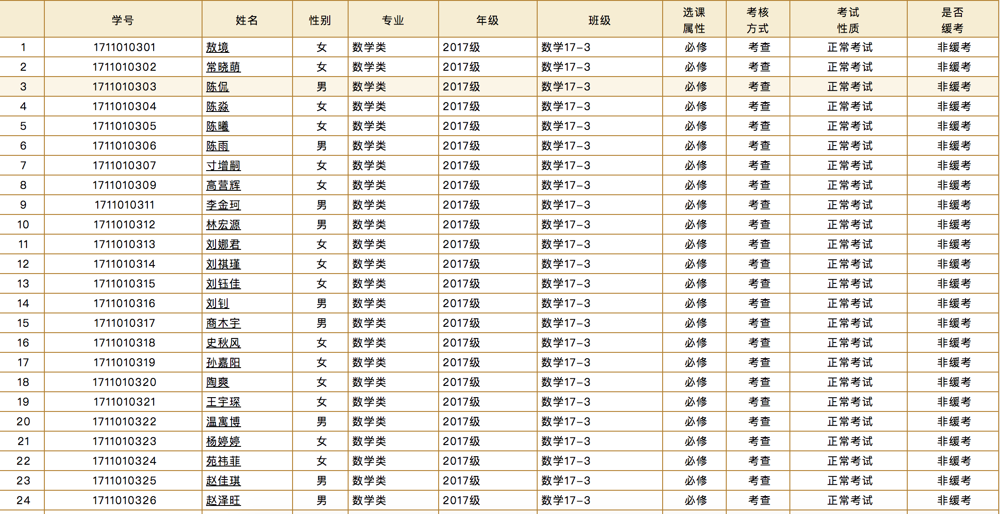 学号 姓名 性别 专业 年级 班级 选课属性 考核方式 考试性质 是否缓考
1 1711010301 敖境 女 数学类 2017级 数学17-3 必修 考查 正常考试 非缓考
2 1711010302 常晓萌 女 数学类 2017级 数学17-3 必修 考查 正常考试 非缓考
3 1711010303 陈侃 男 数学类 2017级 数学17-3 必修 考查 正常考试 非缓考
4 1711010304 陈淼 女 数学类 2017级 数学17-3 必修 考查 正常考试 非缓考
5 1711010305 陈曦 女 数学类 2017级 数学17-3 必修 考查 正常考试 非缓考
6 1711010306 陈雨 男 数学类 2017级 数学17-3 必修 考查 正常考试 非缓考
7 1711010307 寸增嗣 女 数学类 2017级 数学17-3 必修 考查 正常考试 非缓考
8 1711010309 高营辉 女 数学类 2017级 数学17-3 必修 考查 正常考试 非缓考
9 1711010311 李金珂 男 数学类 2017级 数学17-3 必修 考查 正常考试 非缓考
10 1711010312 林宏源 男 数学类 2017级 数学17-3 必修 考查 正常考试 非缓考
11 1711010313 刘娜君 女 数学类 2017级 数学17-3 必修 考查 正常考试 非缓考
12 1711010314 刘祺瑾 女 数学类 2017级 数学17-3 必修 考查 正常考试 非缓考
13 1711010315 刘钰佳 女 数学类 2017级 数学17-3 必修 考查 正常考试 非缓考
14 1711010316 刘钊 男 数学类 2017级 数学17-3 必修 考查 正常考试 非缓考
15 1711010317 商木宇 男 数学类 2017级 数学17-3 必修 考查 正常考试 非缓考
16 1711010318 史秋风 女 数学类 2017级 数学17-3 必修 考查 正常考试 非缓考
17 1711010319 孙嘉阳 女 数学类 2017级 数学17-3 必修 考查 正常考试 非缓考
18 1711010320 陶爽 女 数学类 2017级 数学17-3 必修 考查 正常考试 非缓考
19 1711010321 王宇琛 女 数学类 2017级 数学17-3 必修 考查 正常考试 非缓考
20 1711010322 温寓博 男 数学类 2017级 数学17-3 必修 考查 正常考试 非缓考
21 1711010323 杨婷婷 女 数学类 2017级 数学17-3 必修 考查 正常考试 非缓考
22 1711010324 苑祎菲 女 数学类 2017级 数学17-3 必修 考查 正常考试 非缓考
23 1711010325 赵佳琪 男 数学类 2017级 数学17-3 必修 考查 正常考试 非缓考
24 1711010326 赵泽旺 男 数学类 2017级 数学17-3 必修 考查 正常考试 非缓考